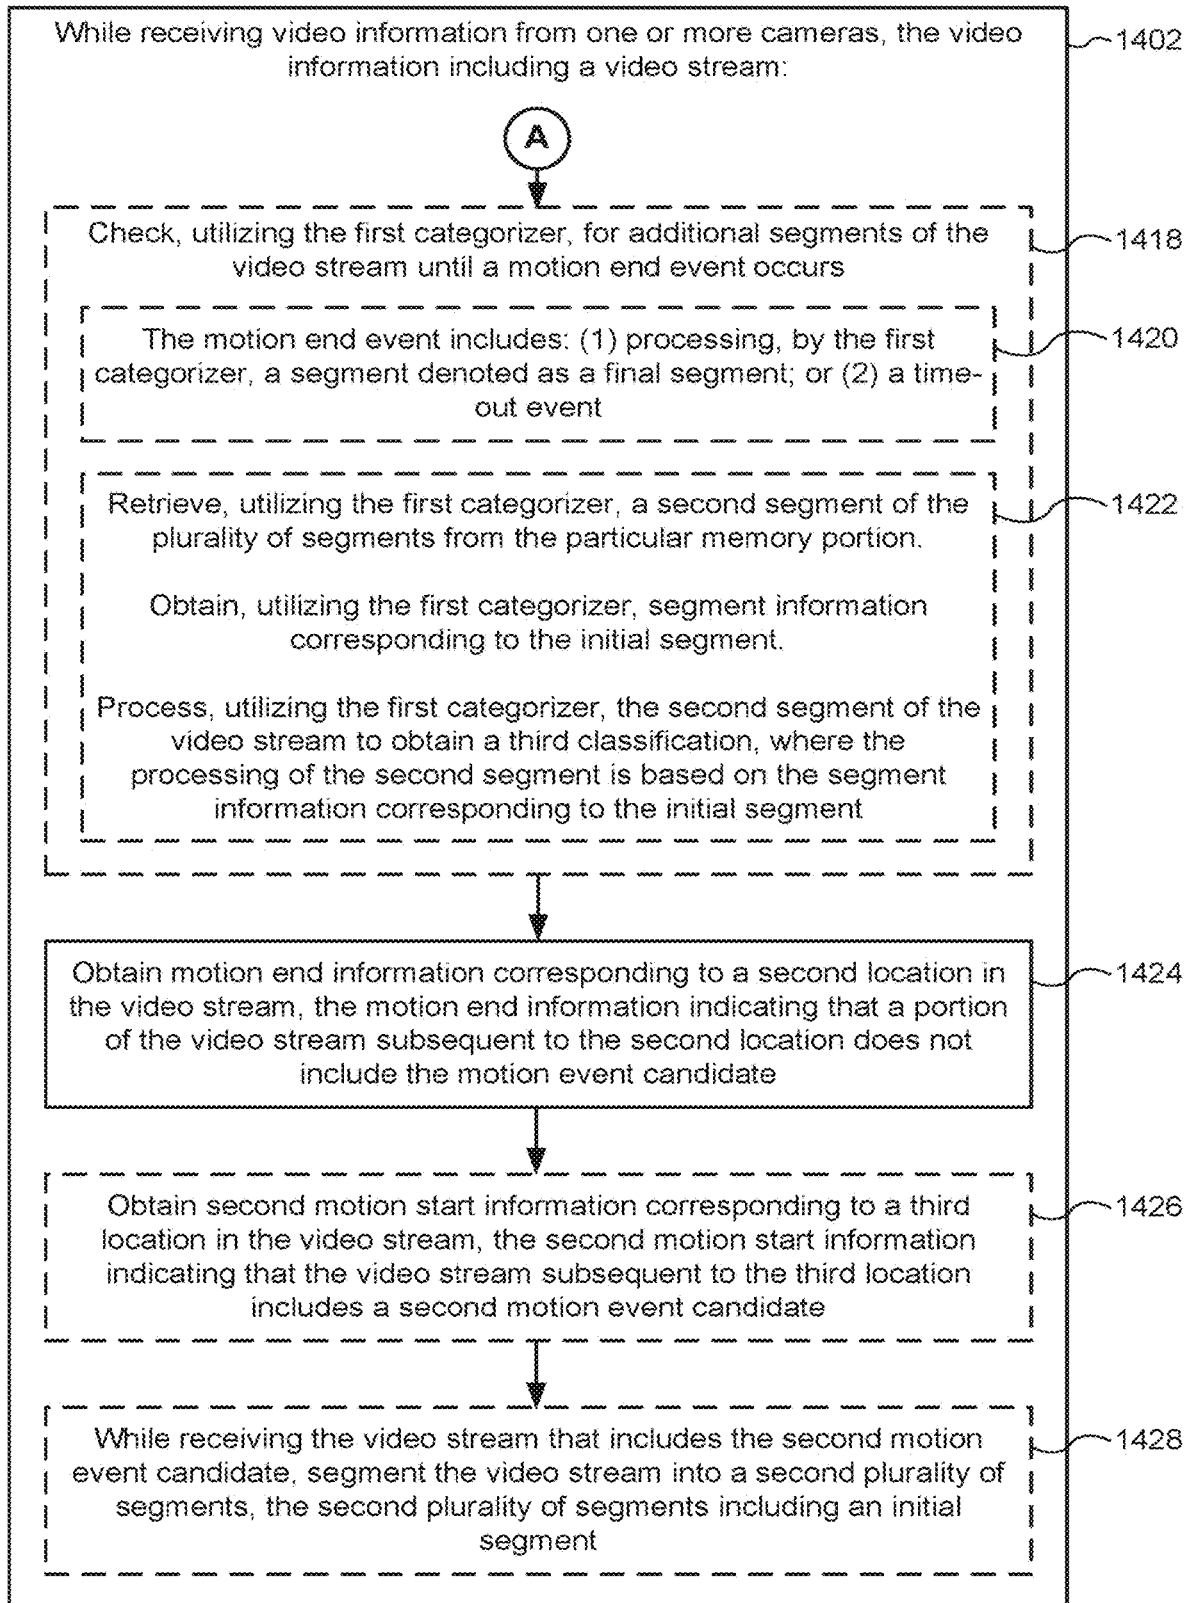 While receiving video information from one or more cameras, the video
information including a video stream:
1402
A
Check, utilizing the first categorizer, for additional segments of the
video stream until a motion end event occurs
1418
The motion end event includes: (1) processing, by the first
categorizer, a segment denoted as a final segment; or (2) a time-
out event
1420
Retrieve, utilizing the first categorizer, a second segment of the
plurality of segments from the particular memory portion.
1422
Obtain, utilizing the first categorizer, segment information
corresponding to the initial segment.
Process, utilizing the first categorizer, the second segment of the
video stream to obtain a third classification, where the
processing of the second segment is based on the segment
information corresponding to the initial segment
Obtain motion end information corresponding to a second location in
the video stream, the motion end information indicating that a portion
of the video stream subsequent to the second location does not
include the motion event candidate
1424
Obtain second motion start information corresponding to a third
location in the video stream, the second motion start information
indicating that the video stream subsequent to the third location
includes a second motion event candidate
1426
While receiving the video stream that includes the second motion
event candidate, segment the video stream into a second plurality of
segments, the second plurality of segments including an initial
segment
1428